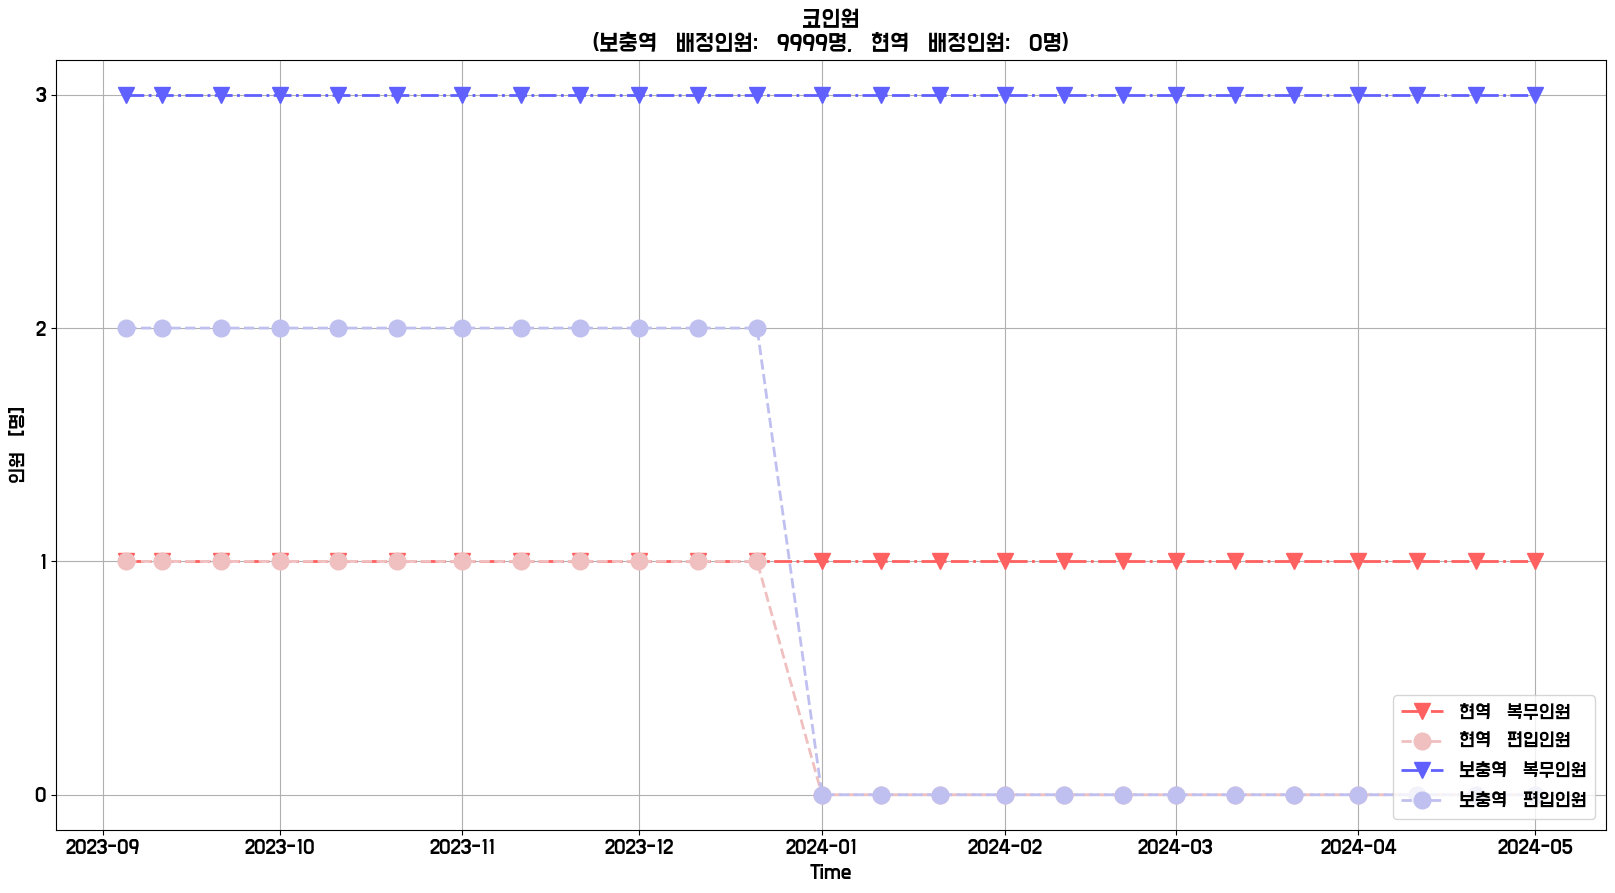 코인원
(보충역 배정인원: 9999명, 현역 배정인원: 0명)
3
2
1
0
인원 [명]
2023-09 2023-10 2023-11 2023-12 2024-01 2024-02 2024-03 2024-04 2024-05
Time
현역 복무인원
현역 편입인원
보충역 복무인원
보충역 편입인원